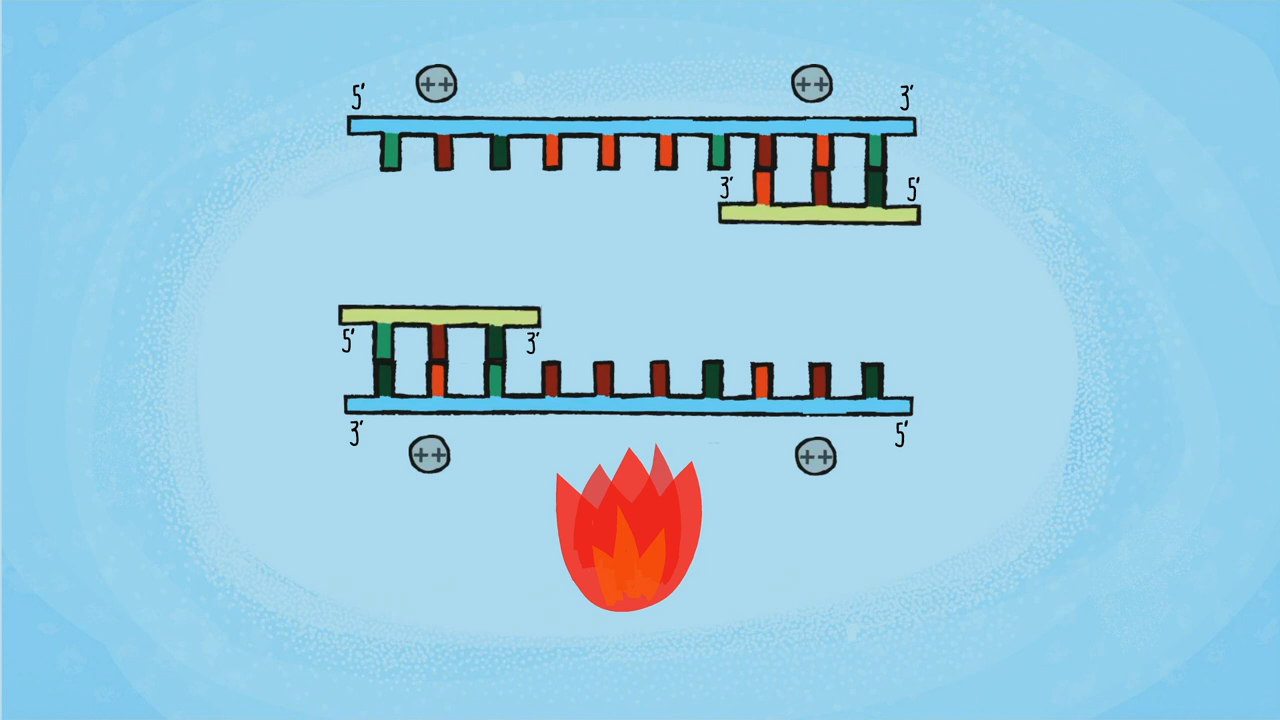 5' ++ ++ 3'
3' 5'
5' 3'
3' ++ ++ 5'